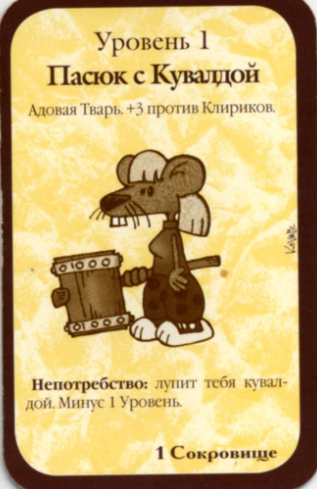 Уровень 1
Пасюк с Кувалдой
Адовая Тварь. +3 против Клириков.
Непотребство: лупит тебя кувал-
дой. Минус 1 Уровень.
1 Сокровище